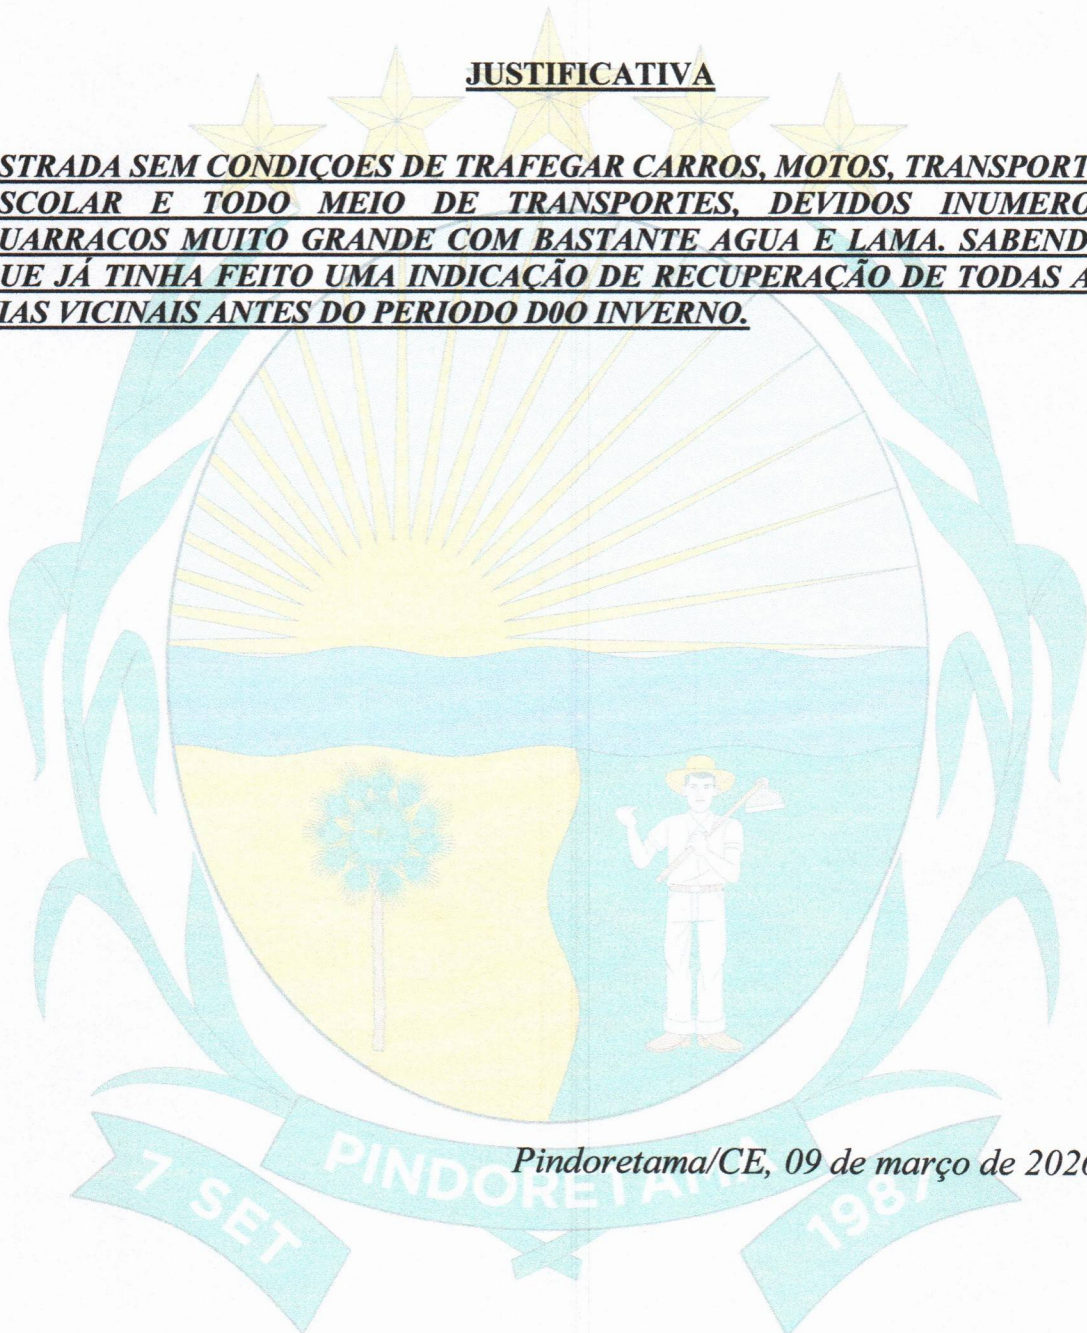 JUSTIFICATIVA
STRADA SEM CONDIÇOES DE TRAFEGAR CARROS, MOTOS, TRANSPORT
SCOLAR E TODO MEIO DE TRANSPORTES, DEVIDOS INUMERO
UARRACOS MUITO GRANDE COM BASTANTE AGUA E LAMA. SABEND
UE JÁ TINHA FEITO UMA INDICAÇÃO DE RECUPERAÇÃO DE TODAS A
IAS VICINAIS ANTES DO PERIODO D0O INVERNO.
Pindoretama/CE, 09 de março de 2020
7 SET PINDORETAMA 1987